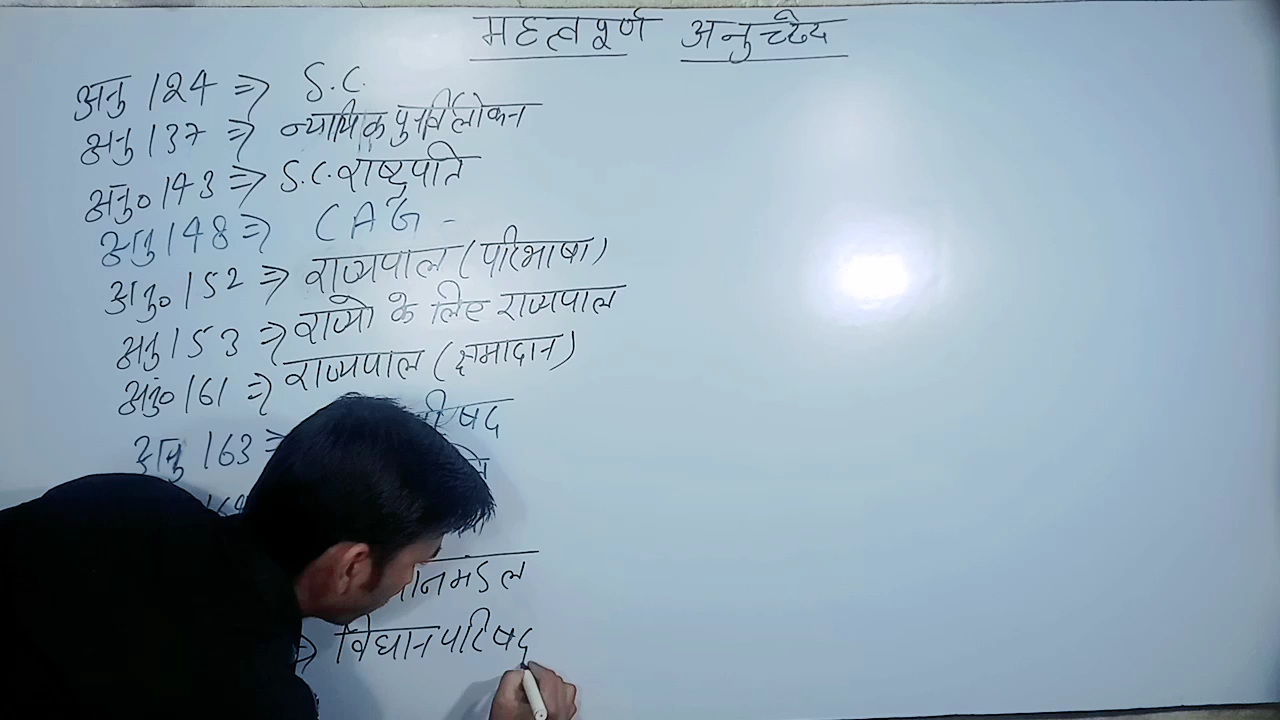 महत्वपूर्ण अनुच्छेद
अनु 124 => S.C.
अनु 137 => न्यायिक पुनर्विलोकन
अनु० 143 => S.C. राष्ट्रपति
अनु 148 => CAG -
अनु० 152 => राज्यपाल (परिभाषा)
अनु 153 => राज्यो के लिए राज्यपाल
अनु० 161 => राज्यपाल (क्षमादान)
अनु 163 =>
=> विधानपरिषद